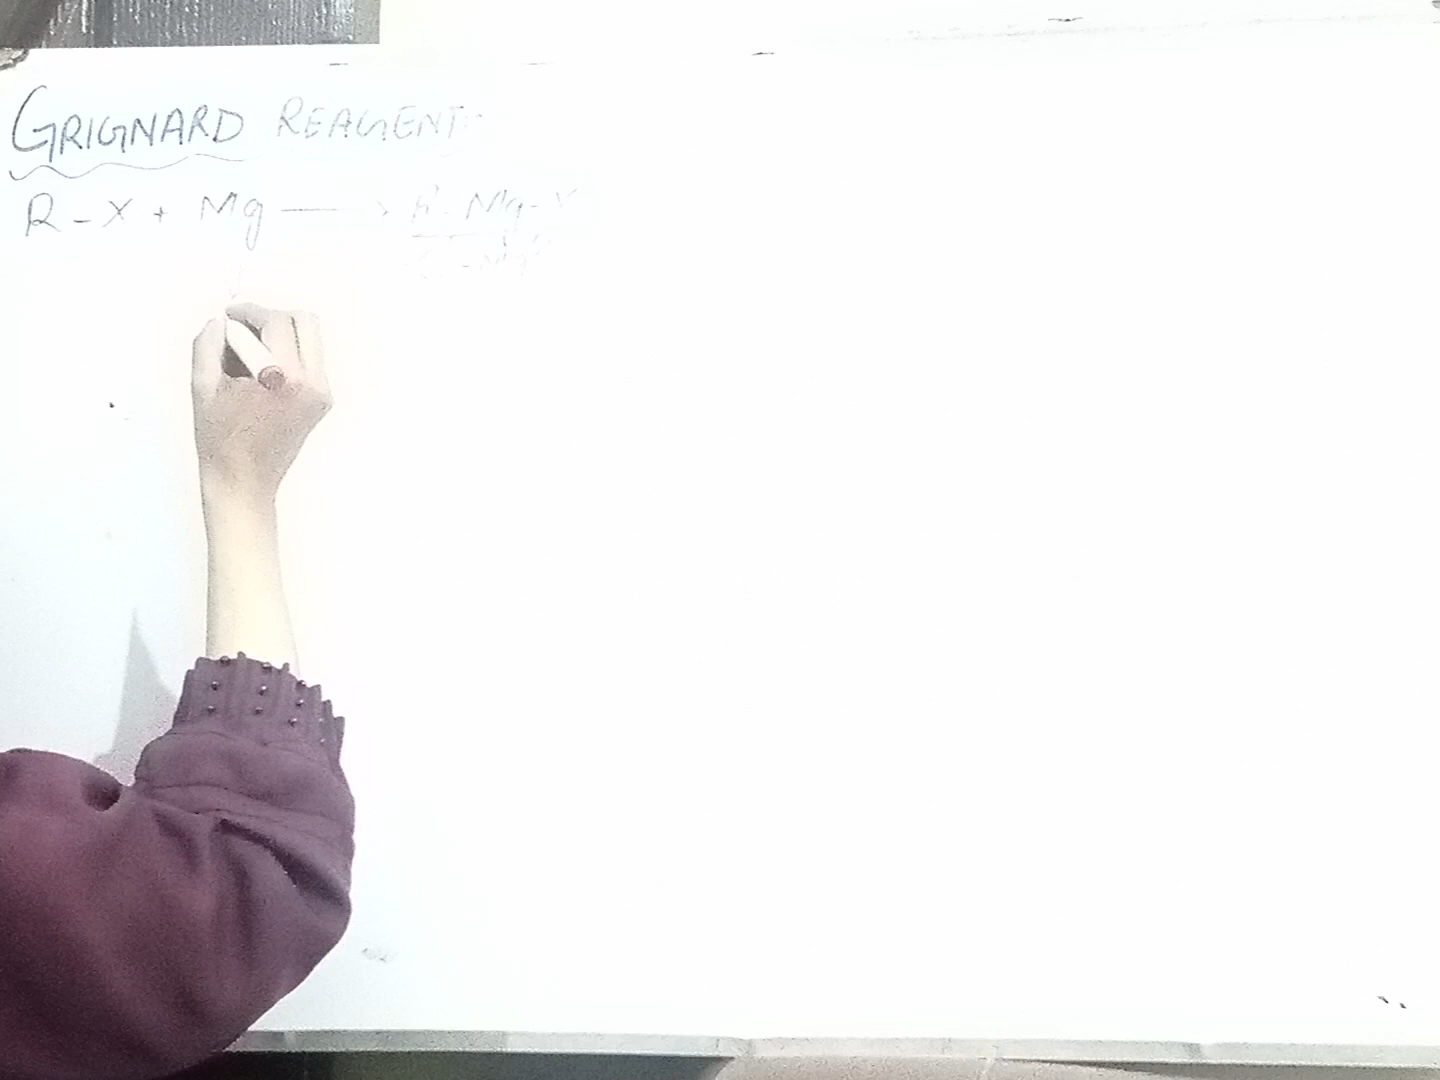 GRIGNARD REAGENT
R-X + Mg → R-Mg-X